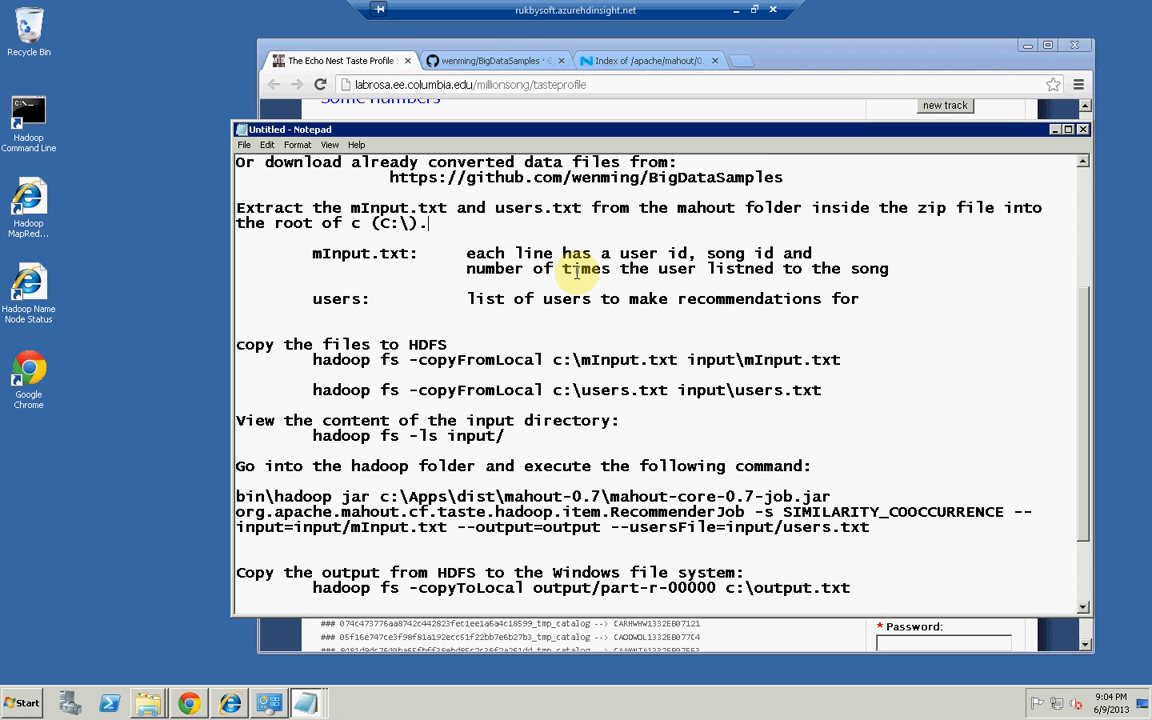 rukbysoft.azurehdinsight.net
Recycle Bin
Hadoop
Command Line
Hadoop
MapRed...
Hadoop Name
Node Status
Google
Chrome
The Echo Nest Taste Profile
wenming/BigDataSamples ·
Index of /apache/mahout/0.
labrosa.ee.columbia.edu/millionsong/tasteprofile
Some numbers
new track
Untitled - Notepad
File Edit Format View Help
Or download already converted data files from:
https://github.com/wenming/BigDataSamples
Extract the mInput.txt and users.txt from the mahout folder inside the zip file into
the root of c (C:\).
mInput.txt: each line has a user id, song id and
number of times the user listned to the song
users: list of users to make recommendations for
copy the files to HDFS
hadoop fs -copyFromLocal c:\mInput.txt input\mInput.txt
hadoop fs -copyFromLocal c:\users.txt input\users.txt
View the content of the input directory:
hadoop fs -ls input/
Go into the hadoop folder and execute the following command:
bin\hadoop jar c:\Apps\dist\mahout-0.7\mahout-core-0.7-job.jar
org.apache.mahout.cf.taste.hadoop.item.RecommenderJob -s SIMILARITY_COOCCURRENCE --
input=input/mInput.txt --output=output --usersFile=input/users.txt
Copy the output from HDFS to the Windows file system:
hadoop fs -copyToLocal output/part-r-00000 c:\output.txt
* Password:
Start
9:04 PM
6/9/2013